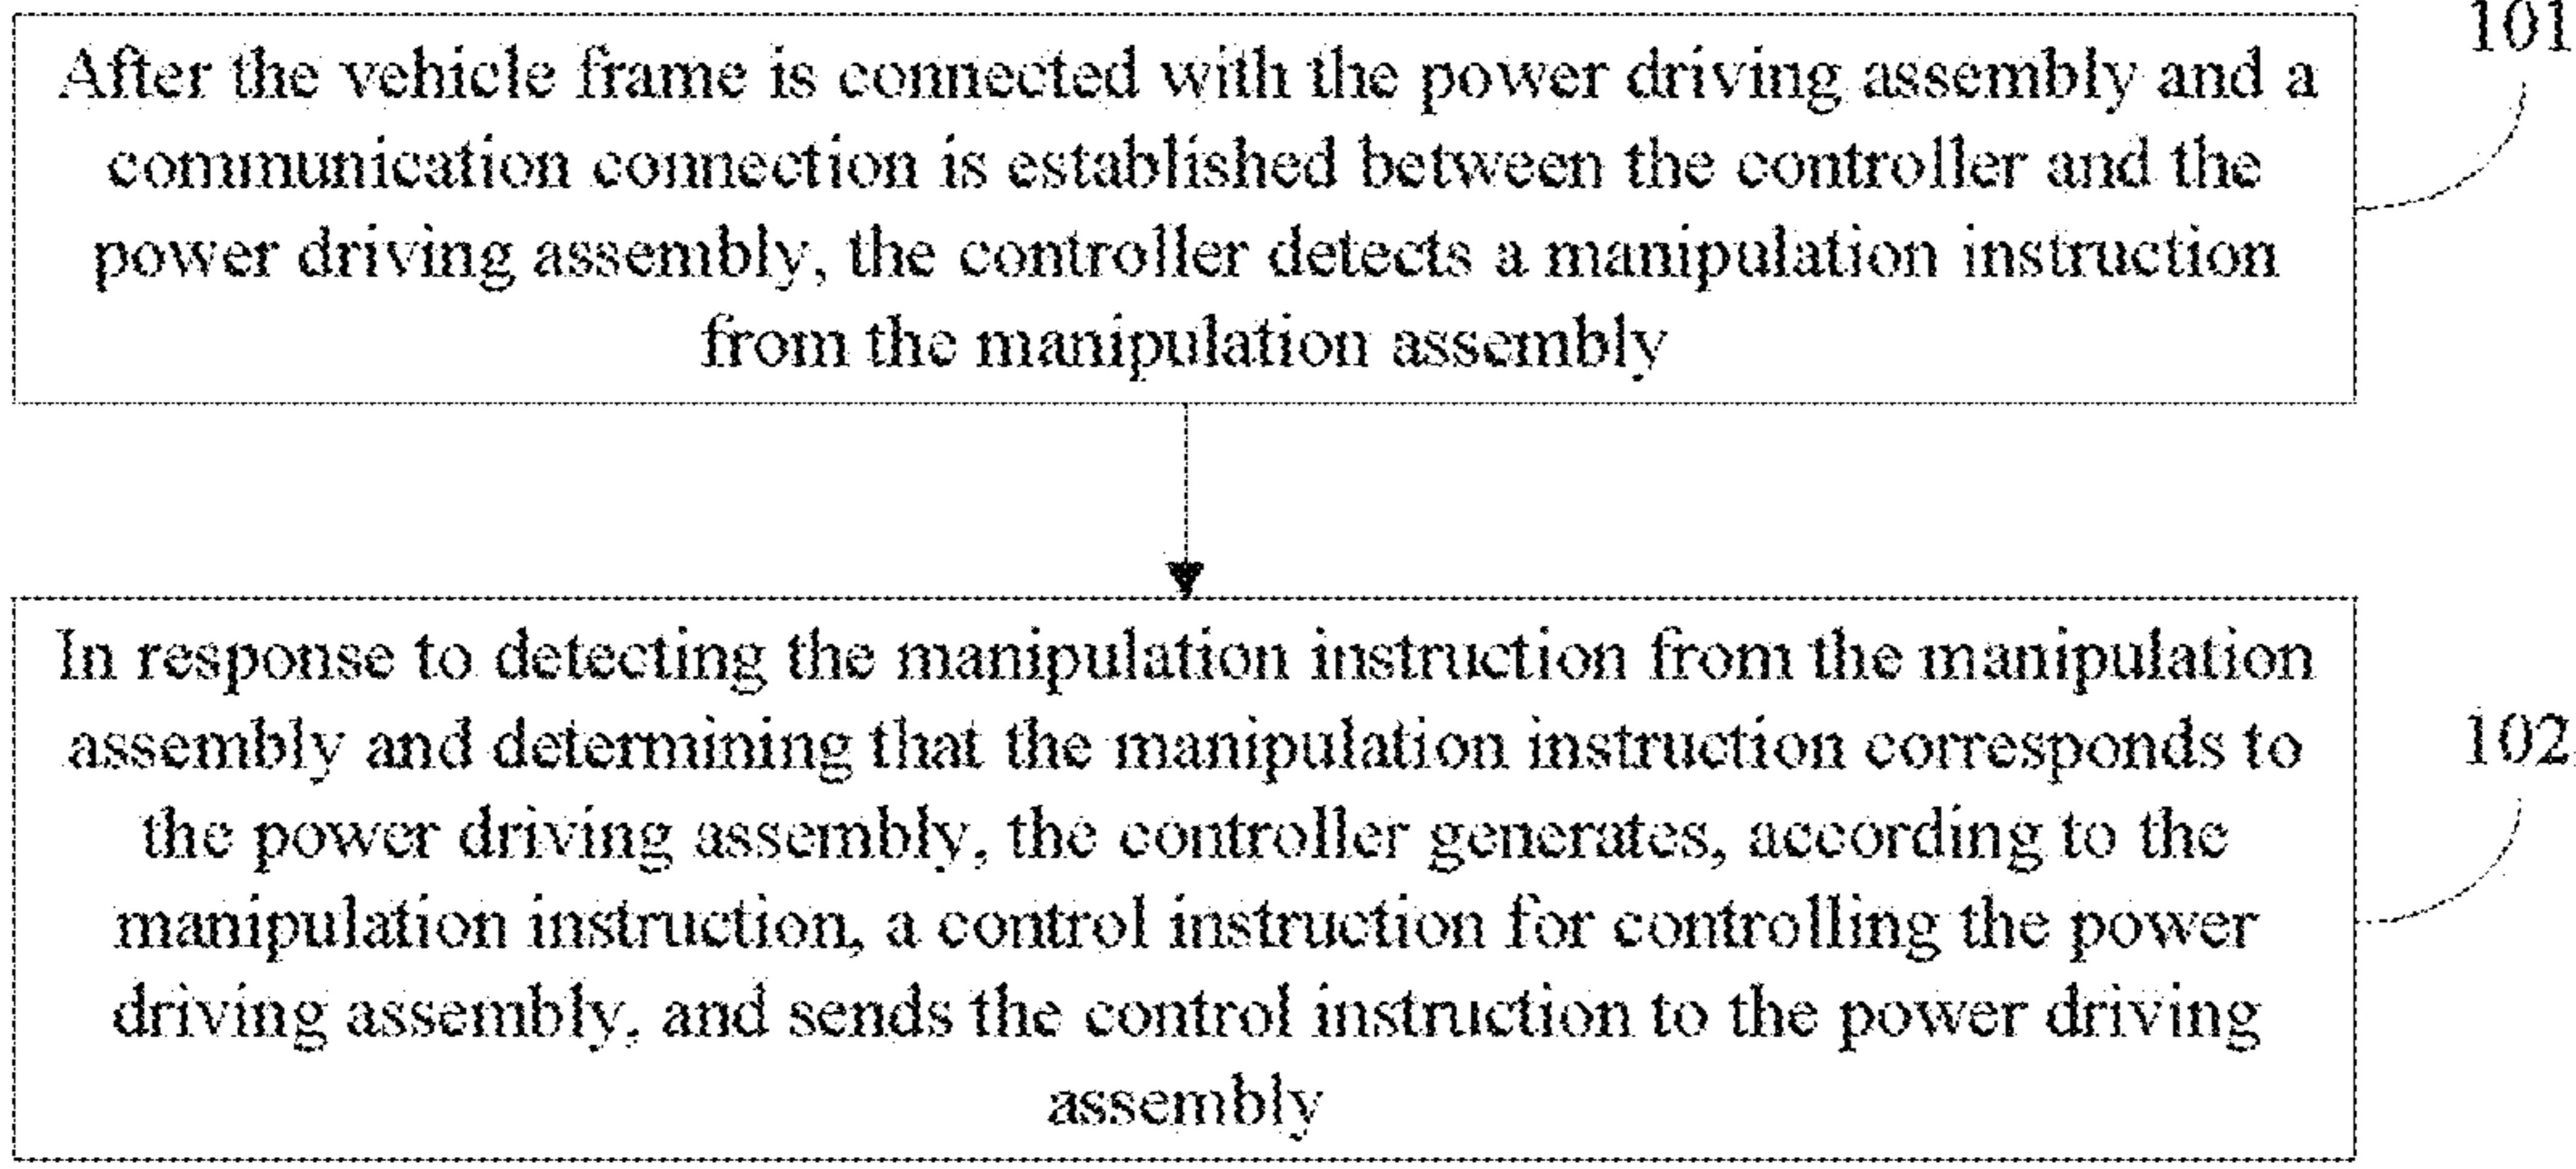 101
After the vehicle frame is connected with the power driving assembly and a
communication connection is established between the controller and the
power driving assembly, the controller detects a manipulation instruction
from the manipulation assembly
In response to detecting the manipulation instruction from the manipulation
assembly and determining that the manipulation instruction corresponds to
102
the power driving assembly, the controller generates, according to the
manipulation instruction, a control instruction for controlling the power
driving assembly, and sends the control instruction to the power driving
assembly